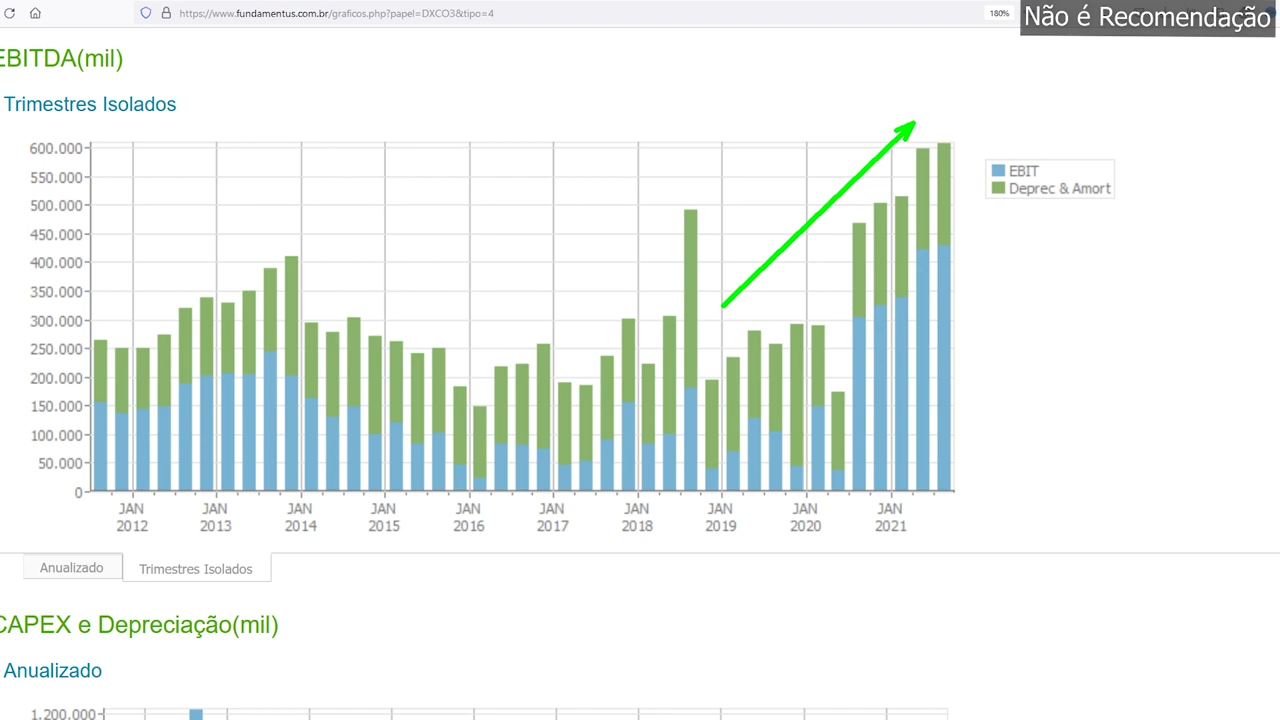 https://www.fundamentus.com.br/graficos.php?papel=DXCO3&tipo=4
180%
Não é Recomendação
EBITDA(mil)
Trimestres Isolados
600.000
550.000
500.000
450.000
400.000
350.000
300.000
250.000
200.000
150.000
100.000
50.000
0
EBIT
Deprec & Amort
JAN JAN JAN JAN JAN JAN JAN JAN JAN JAN
2012 2013 2014 2015 2016 2017 2018 2019 2020 2021
Anualizado
Trimestres Isolados
CAPEX e Depreciação(mil)
Anualizado
1.200.000